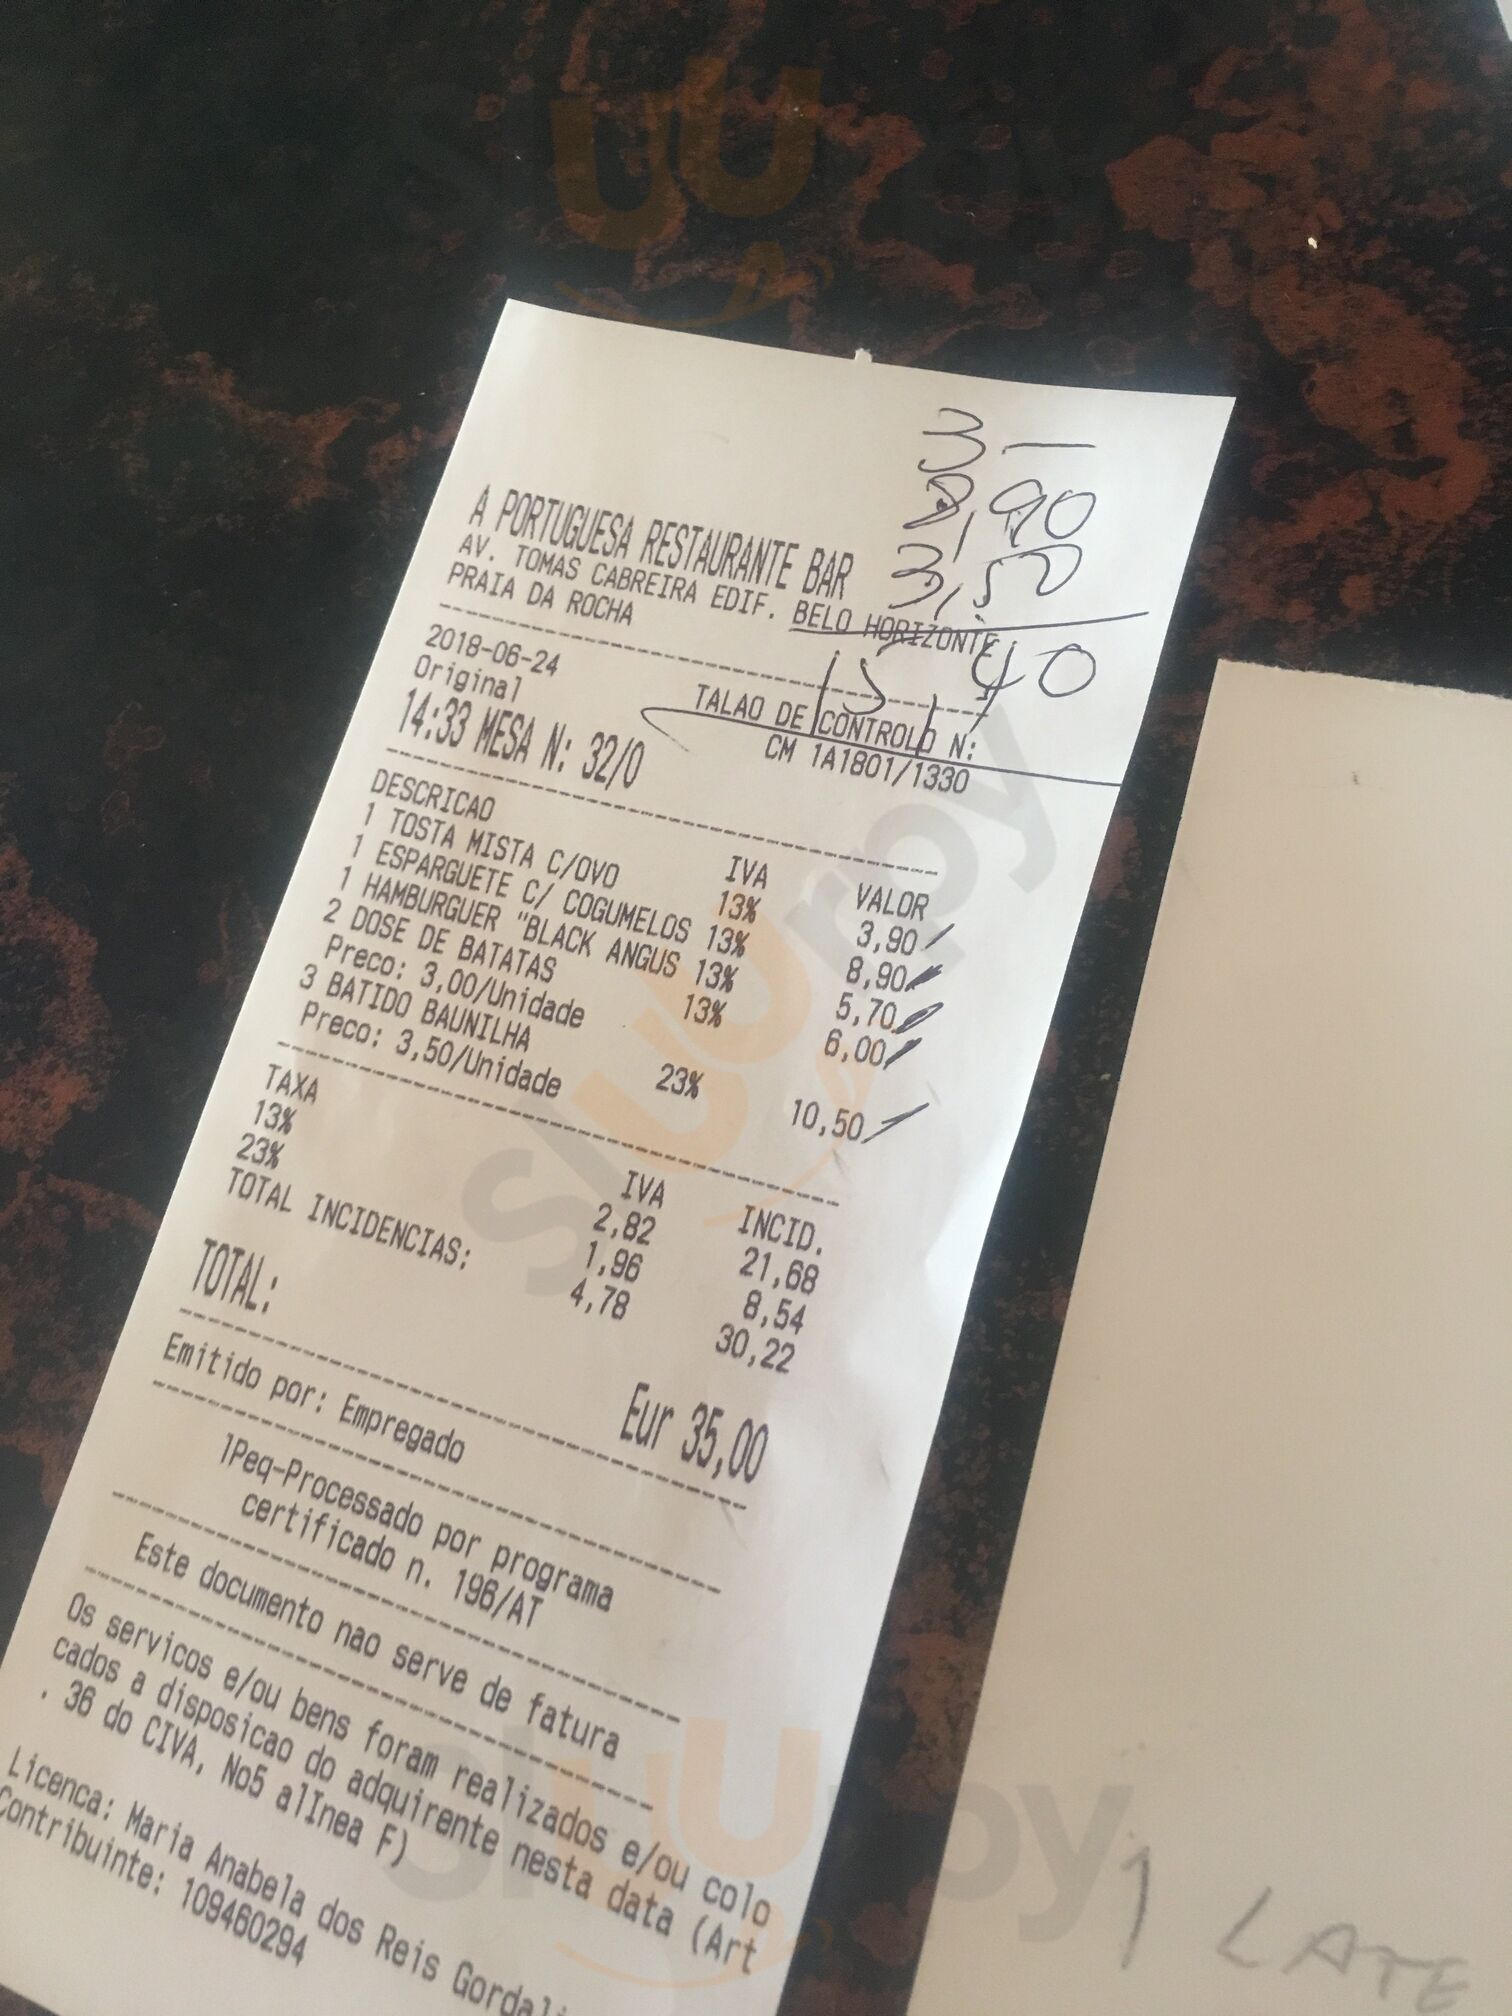 3 —
8,90
3,50
15,40
A PORTUGUESA RESTAURANTE BAR
AV. TOMAS CABREIRA EDIF. BELO HORIZONTE
PRAIA DA ROCHA
2018-06-24
Original
TALAO DE CONTROLO N:
14:33 MESA N: 32/0
CM 1A1801/1330
DESCRICAO IVA VALOR
1 TOSTA MISTA C/OVO 13% 3,90
1 ESPARGUETE C/ COGUMELOS 13% 8,90
1 HAMBURGUER "BLACK ANGUS 13% 5,70
2 DOSE DE BATATAS 13% 6,00
Preco: 3,00/Unidade
3 BATIDO BAUNILHA 23% 10,50
Preco: 3,50/Unidade
TAXA IVA INCID.
13% 2,82 21,68
23% 1,96 8,54
TOTAL INCIDENCIAS: 4,78 30,22
TOTAL: Eur 35,00
Emitido por: Empregado
lPeq-Processado por programa
certificado n. 196/AT
Este documento nao serve de fatura
Os servicos e/ou bens foram realizados e/ou colo
cados a disposicao do adquirente nesta data (Art
. 36 do CIVA, No5 alInea F)
Licenca: Maria Anabela dos Reis
Contribuinte: 109460294
1 LATE
slurpy
slurpy